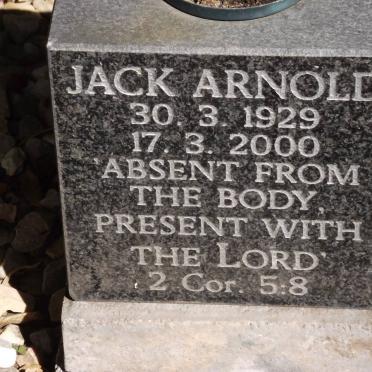 JACK ARNOLD
30. 3. 1929
17. 3. 2000
'ABSENT FROM
THE BODY,
PRESENT WITH
THE LORD'
2 Cor. 5:8